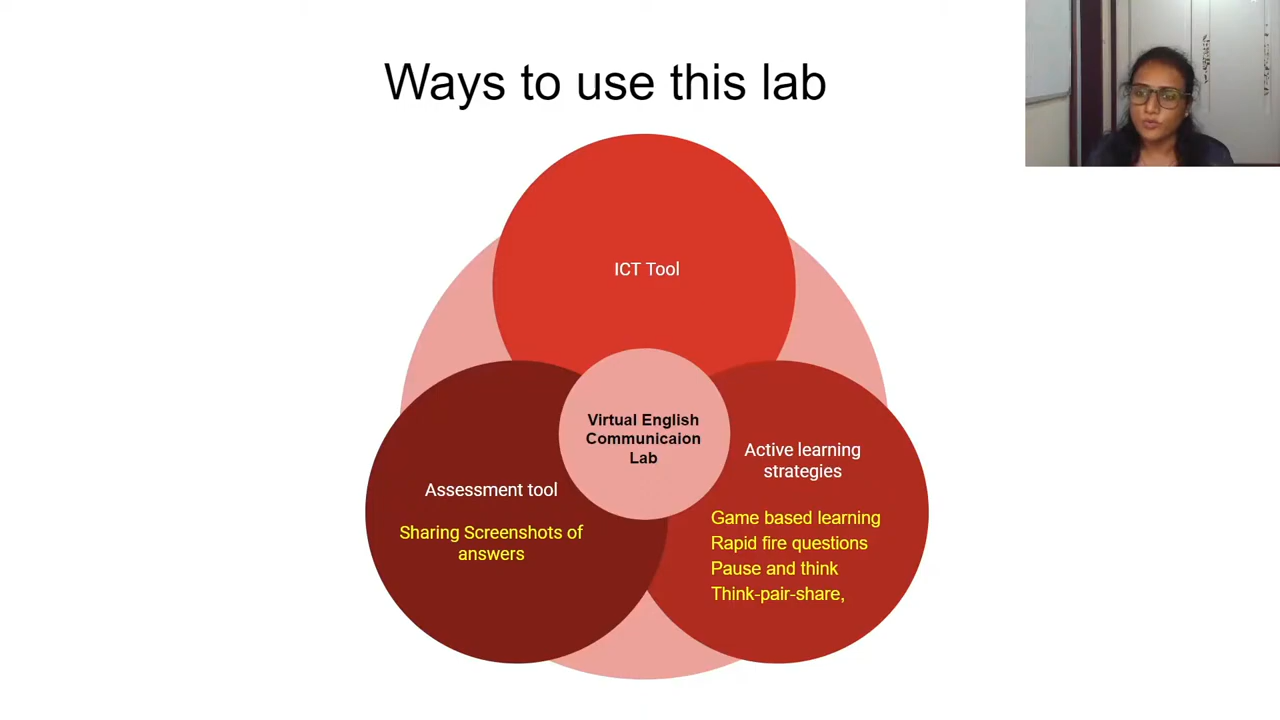 Ways to use this lab
ICT Tool
Virtual English
Communicaion
Lab
Assessment tool
Sharing Screenshots of
answers
Active learning
strategies
Game based learning
Rapid fire questions
Pause and think
Think-pair-share,